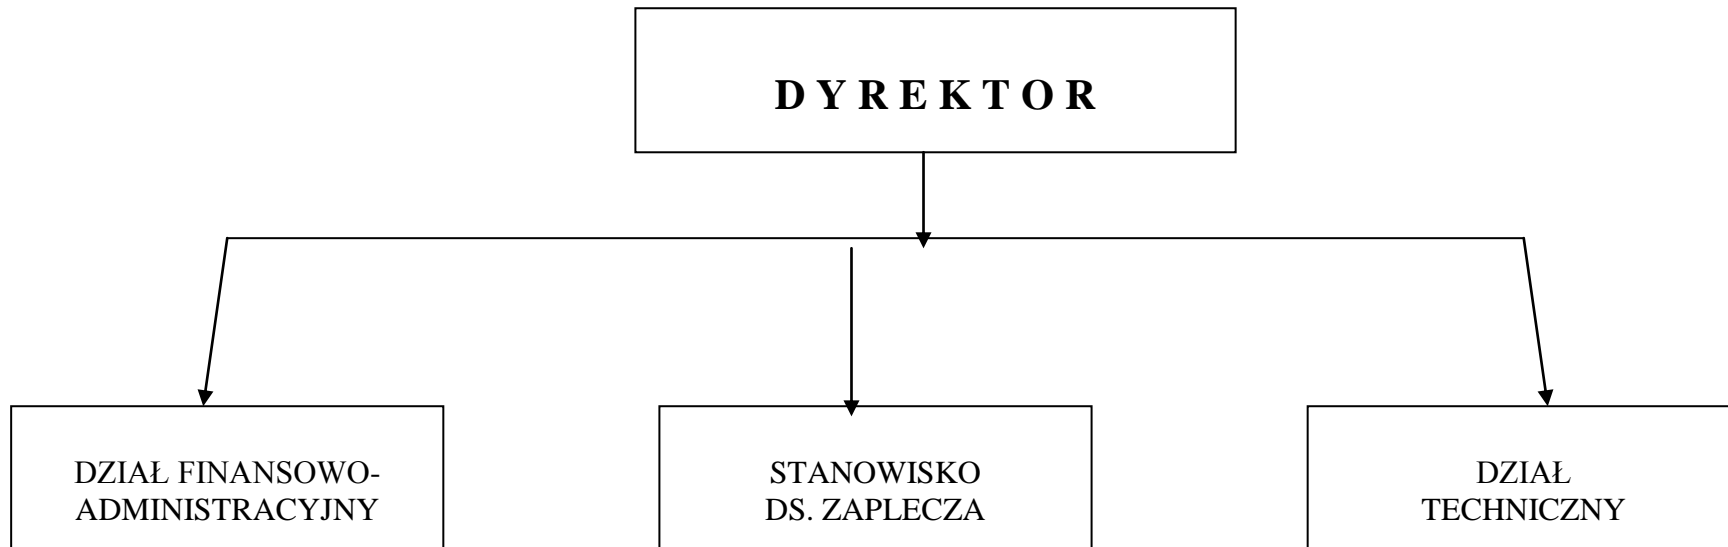 D Y R E K T O R
DZIAŁ FINANSOWO-
ADMINISTRACYJNY
STANOWISKO
DS. ZAPLECZA
DZIAŁ
TECHNICZNY